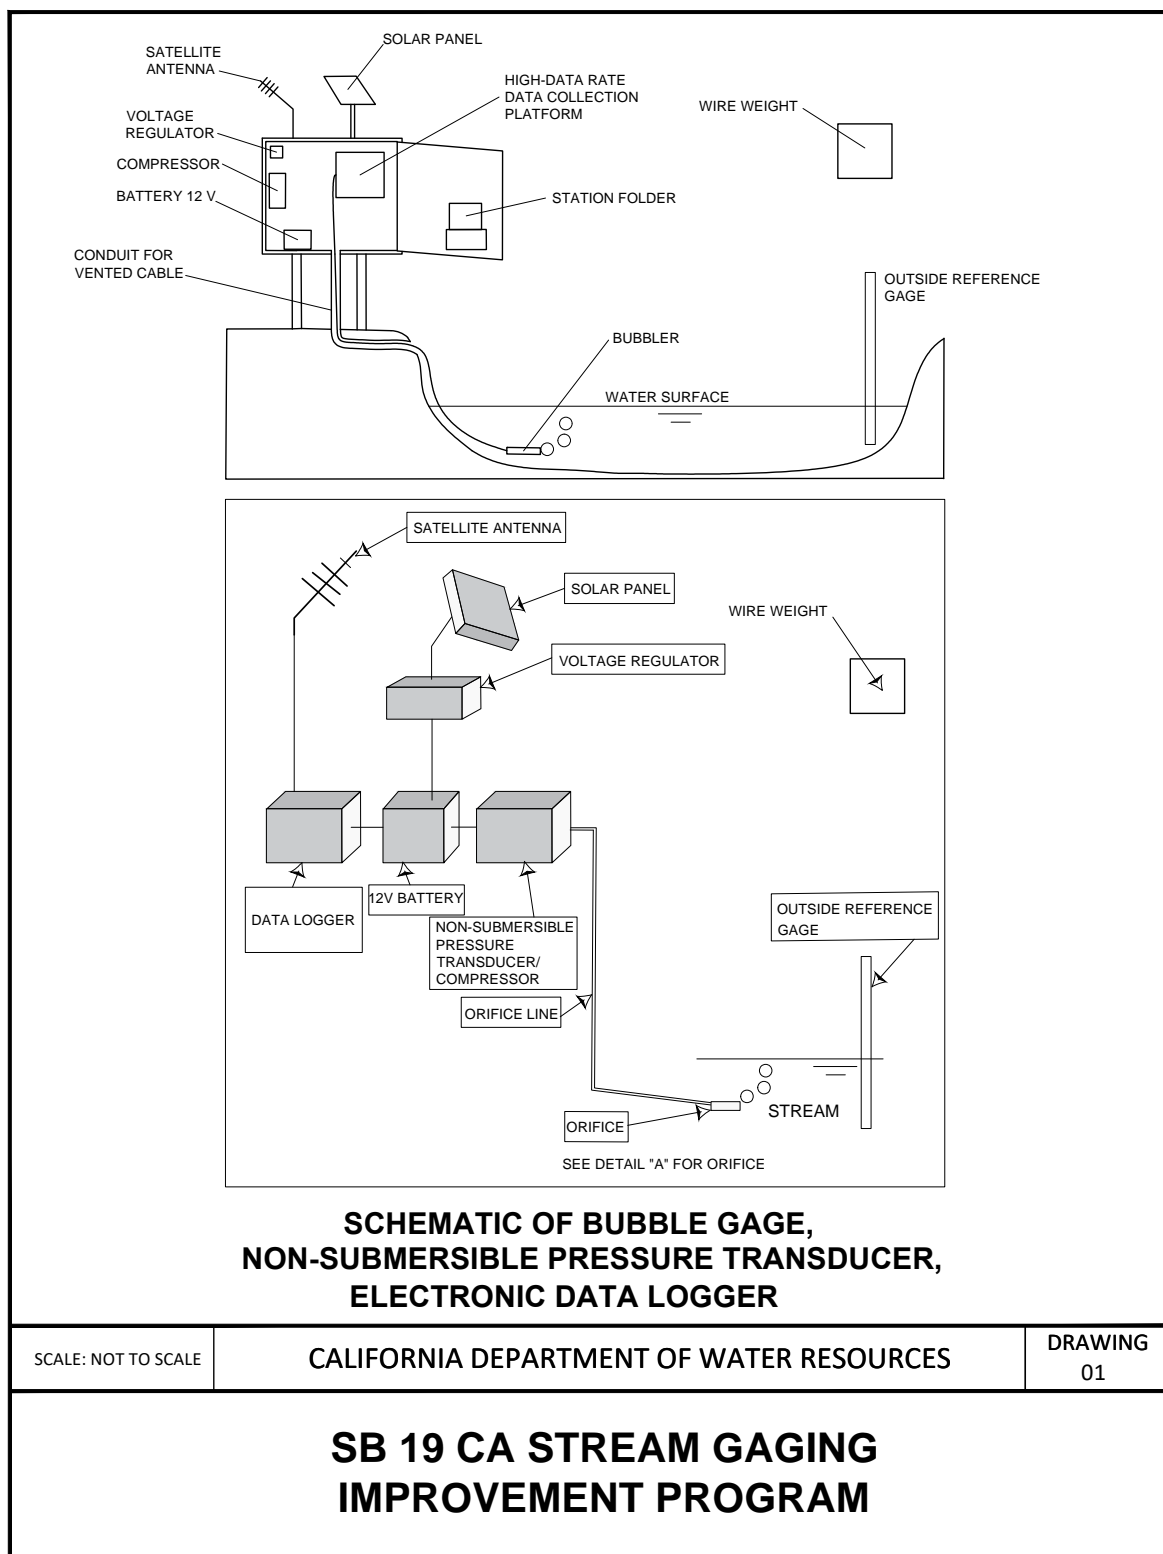 SOLAR PANEL
SATELLITE
ANTENNA
HIGH-DATA RATE
DATA COLLECTION
PLATFORM
WIRE WEIGHT
VOLTAGE
REGULATOR
COMPRESSOR
BATTERY 12 V
STATION FOLDER
CONDUIT FOR
VENTED CABLE
OUTSIDE REFERENCE
GAGE
BUBBLER
WATER SURFACE
SATELLITE ANTENNA
SOLAR PANEL
WIRE WEIGHT
VOLTAGE REGULATOR
DATA LOGGER
12V BATTERY
NON-SUBMERSIBLE
PRESSURE
TRANSDUCER/
COMPRESSOR
OUTSIDE REFERENCE
GAGE
ORIFICE LINE
STREAM
ORIFICE
SEE DETAIL "A" FOR ORIFICE
SCHEMATIC OF BUBBLE GAGE,
NON-SUBMERSIBLE PRESSURE TRANSDUCER,
ELECTRONIC DATA LOGGER
SCALE: NOT TO SCALE
CALIFORNIA DEPARTMENT OF WATER RESOURCES
DRAWING
01
SB 19 CA STREAM GAGING
IMPROVEMENT PROGRAM